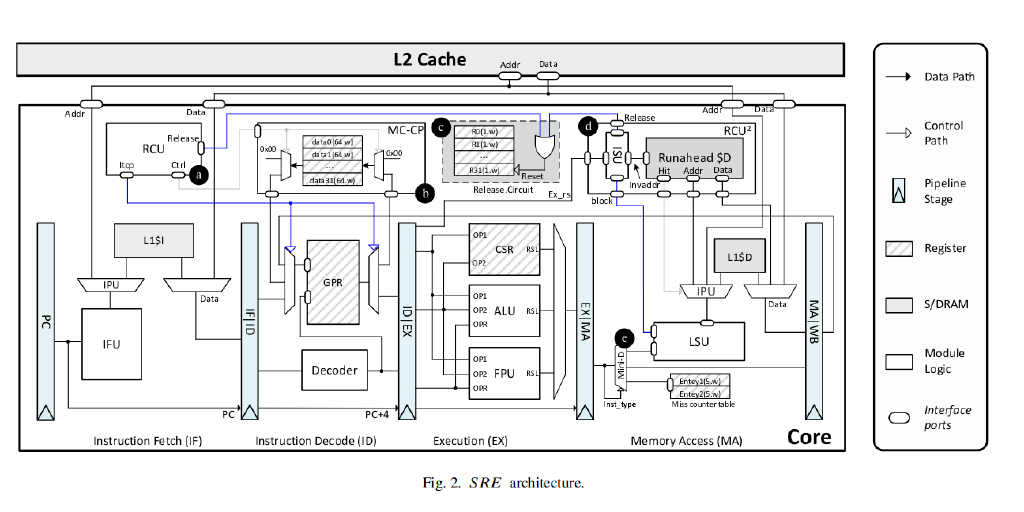 L2 Cache
Addr
Data
Addr
Data
Addr
Data
RCU
Release
Itcp
Ctrl
a
MC-CP
0x00
data0(64.w)
data1(64.w)
...
data31(64.w)
0x00
b
c
R0(1.w)
R1(1.w)
...
R31(1.w)
Reset
Release.Circuit
Ex_rs
d
Release
RCU²
ISU
Runahead $D
Hit
Addr
Data
Invaddr
block
PC
L1$I
IPU
Data
IFU
IF|ID
GPR
Decoder
ID|EX
OP1
OP2
CSR
RSL
OP1
OP2
OPR
ALU
RSL
OP1
OP2
OPR
FPU
RSL
EX|MA
L1$D
IPU
Data
LSU
e
Mini-D
Inst_type
Entey1(5.w)
Entey2(5.w)
Miss counter table
MA|WB
PC
PC+4
Instruction Fetch (IF)
Instruction Decode (ID)
Execution (EX)
Memory Access (MA)
Core
Data Path
Control
Path
Pipeline
Stage
Register
S/DRAM
Module
Logic
Interface
ports
Fig. 2. SRE architecture.